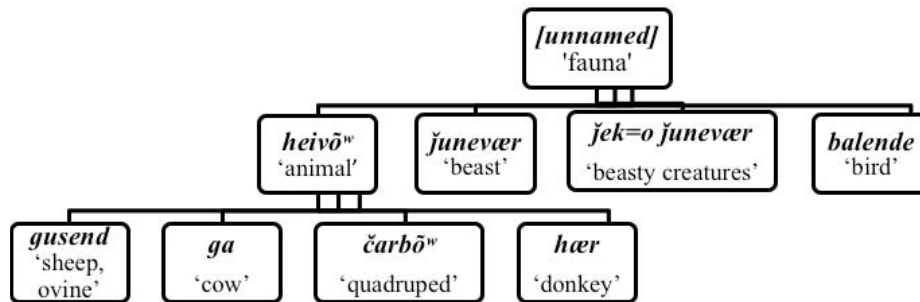 [unnamed]
'fauna'
heivõʷ
‘animal’
ǰunevær
‘beast’
ǰek=o ǰunevær
‘beasty creatures’
balende
‘bird’
gusend
‘sheep,
ovine’
ga
‘cow’
čarbõʷ
‘quadruped’
hær
‘donkey’